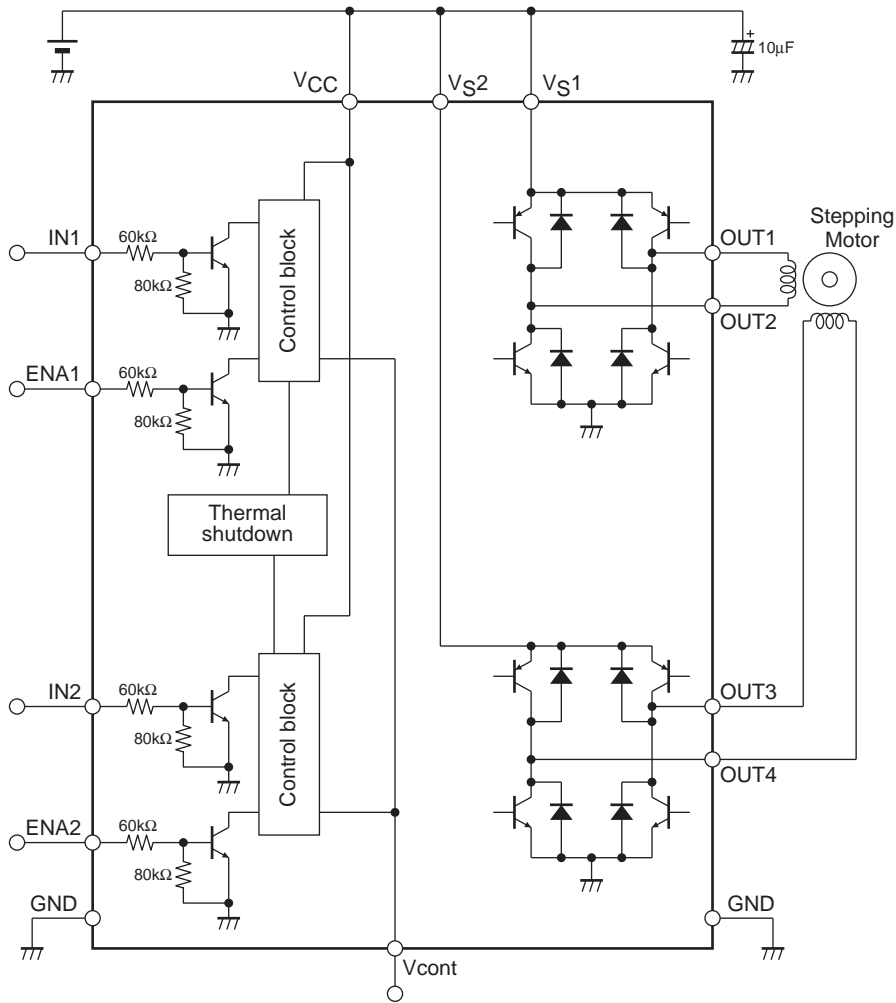 +
10μF
VCC
VS2
VS1
IN1
60kΩ
80kΩ
Control block
OUT1
Stepping
Motor
OUT2
ENA1
60kΩ
80kΩ
Thermal
shutdown
IN2
60kΩ
80kΩ
Control block
OUT3
OUT4
ENA2
60kΩ
80kΩ
GND
GND
Vcont